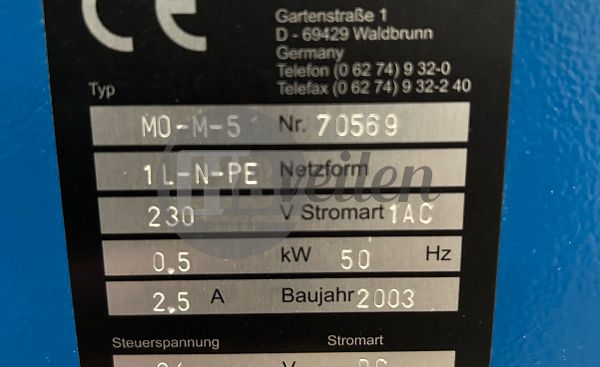 CE
Gartenstraße 1
D - 69429 Waldbrunn
Germany
Telefon (0 62 74) 9 32-0
Telefax (0 62 74) 9 32-2 40
Typ
MO-M-5 Nr. 70569
1L-N-PE Netzform
230 V Stromart 1AC
0.5 kW 50 Hz
2.5 A Baujahr 2003
Steuerspannung Stromart
V
veilen